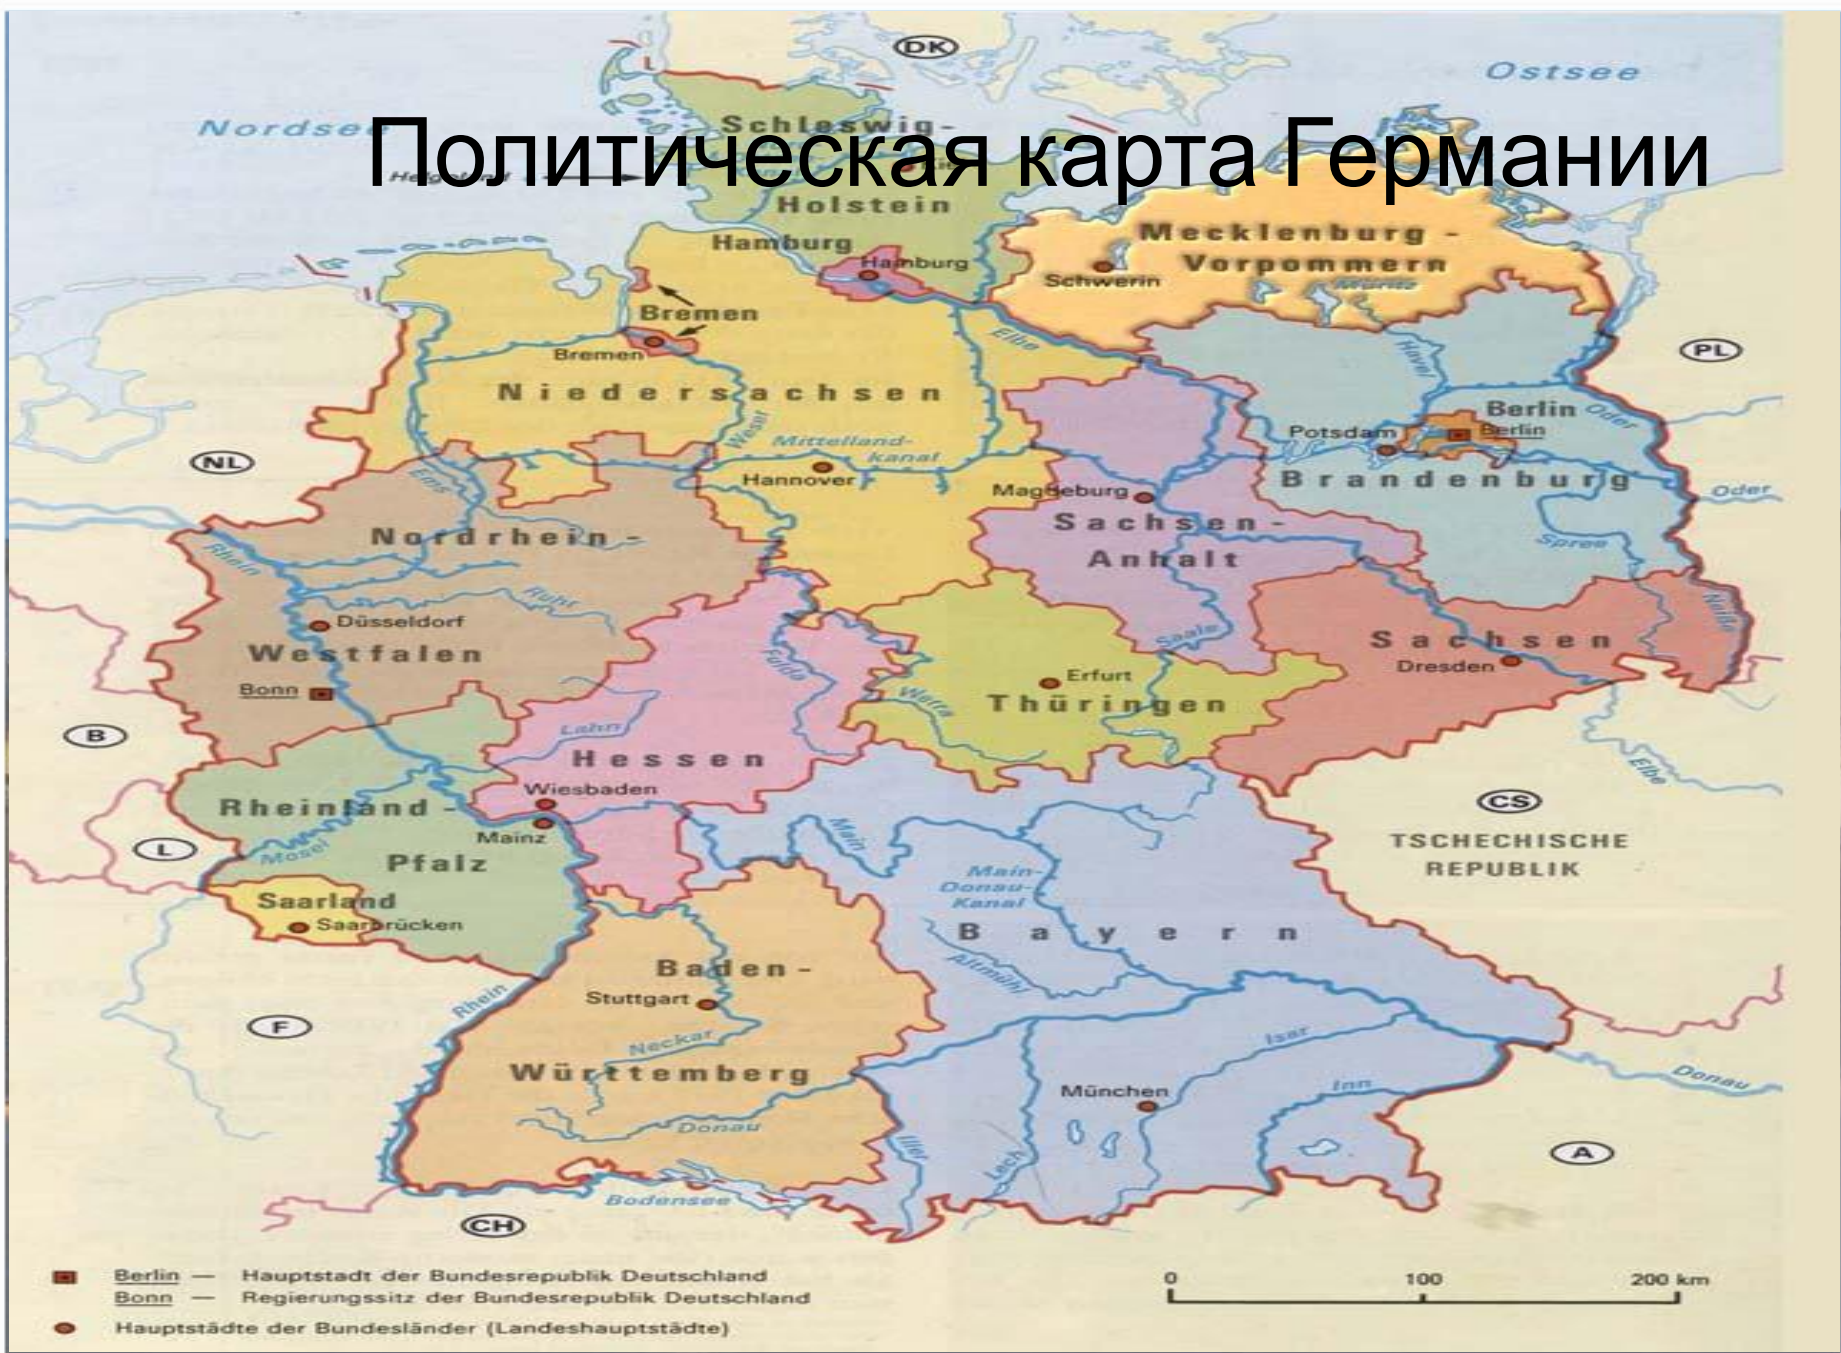 DK
Ostsee
Nordsee
Политическая карта Германии
Schleswig-
Helgoland
Holstein
Mecklenburg -
Vorpommern
Hamburg
Hamburg
Schwerin
Müritz
Bremen
Bremen
Elbe
Havel
PL
Niedersachsen
Weser
Berlin
Berlin
Oder
Potsdam
Mittelland-
kanal
NL
Ems
Hannover
Magdeburg
Brandenburg
Oder
Sachsen-
Anhalt
Spree
Nordrhein-
Rhein
Ruhr
Düsseldorf
Westfalen
Bonn
Fulda
Saale
Sachsen
Dresden
Neiße
Erfurt
Thüringen
Werra
B
Lahn
Hessen
Elbe
Wiesbaden
Rheinland-
Mainz
CS
TSCHECHISCHE
REPUBLIK
L
Mosel
Pfalz
Main
Main-
Donau-
Kanal
Saarland
Saarbrücken
Bayern
Baden-
Altmühl
Stuttgart
Rhein
F
Neckar
Isar
Württemberg
München
Inn
Donau
Donau
Iller
Lech
A
Bodensee
CH
Berlin — Hauptstadt der Bundesrepublik Deutschland
Bonn — Regierungssitz der Bundesrepublik Deutschland
Hauptstädte der Bundesländer (Landeshauptstädte)
0 100 200 km